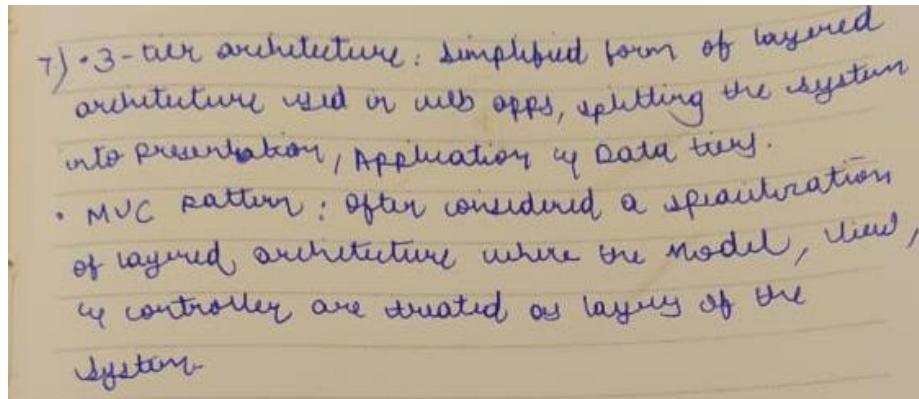 7) • 3-tier architecture: Simplified form of layered
architecture used in web apps, splitting the system
into Presentation, Application & Data tiers.
• MVC Pattern: often considered a specialization
of layered architecture where the Model, View,
& controller are treated as layers of the
system.